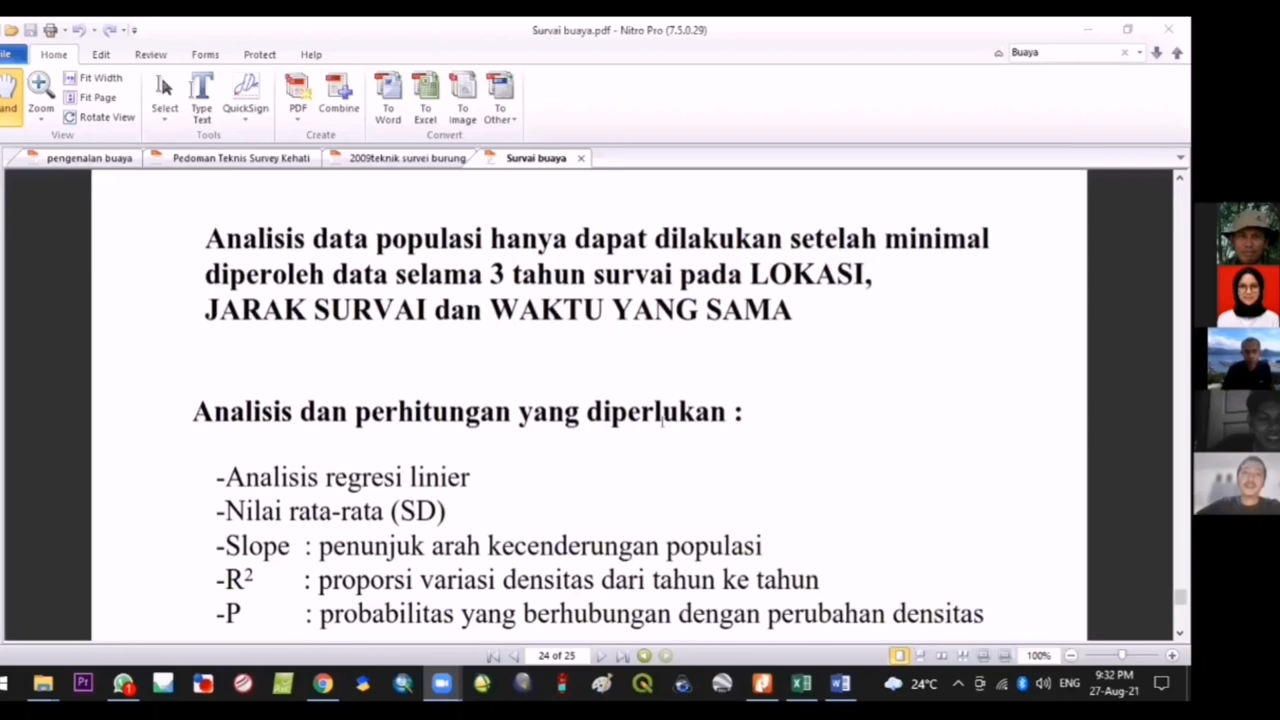 Survai buaya.pdf - Nitro Pro (7.5.0.29)
File Home Edit Review Forms Protect Help
Buaya
Hand
Zoom
Fit Width
Fit Page
Rotate View
View
Select
Type Text
QuickSign
Tools
PDF
Combine
Create
To Word
To Excel
To Image
To Other
Convert
pengenalan buaya
Pedoman Teknis Survey Kehati
2009teknik survei burung
Survai buaya
Analisis data populasi hanya dapat dilakukan setelah minimal
diperoleh data selama 3 tahun survai pada LOKASI,
JARAK SURVAI dan WAKTU YANG SAMA
Analisis dan perhitungan yang diperlukan :
-Analisis regresi linier
-Nilai rata-rata (SD)
-Slope : penunjuk arah kecenderungan populasi
-R² : proporsi variasi densitas dari tahun ke tahun
-P : probabilitas yang berhubungan dengan perubahan densitas
24 of 25
100%
Pr
24°C
ENG
9:32 PM
27-Aug-21